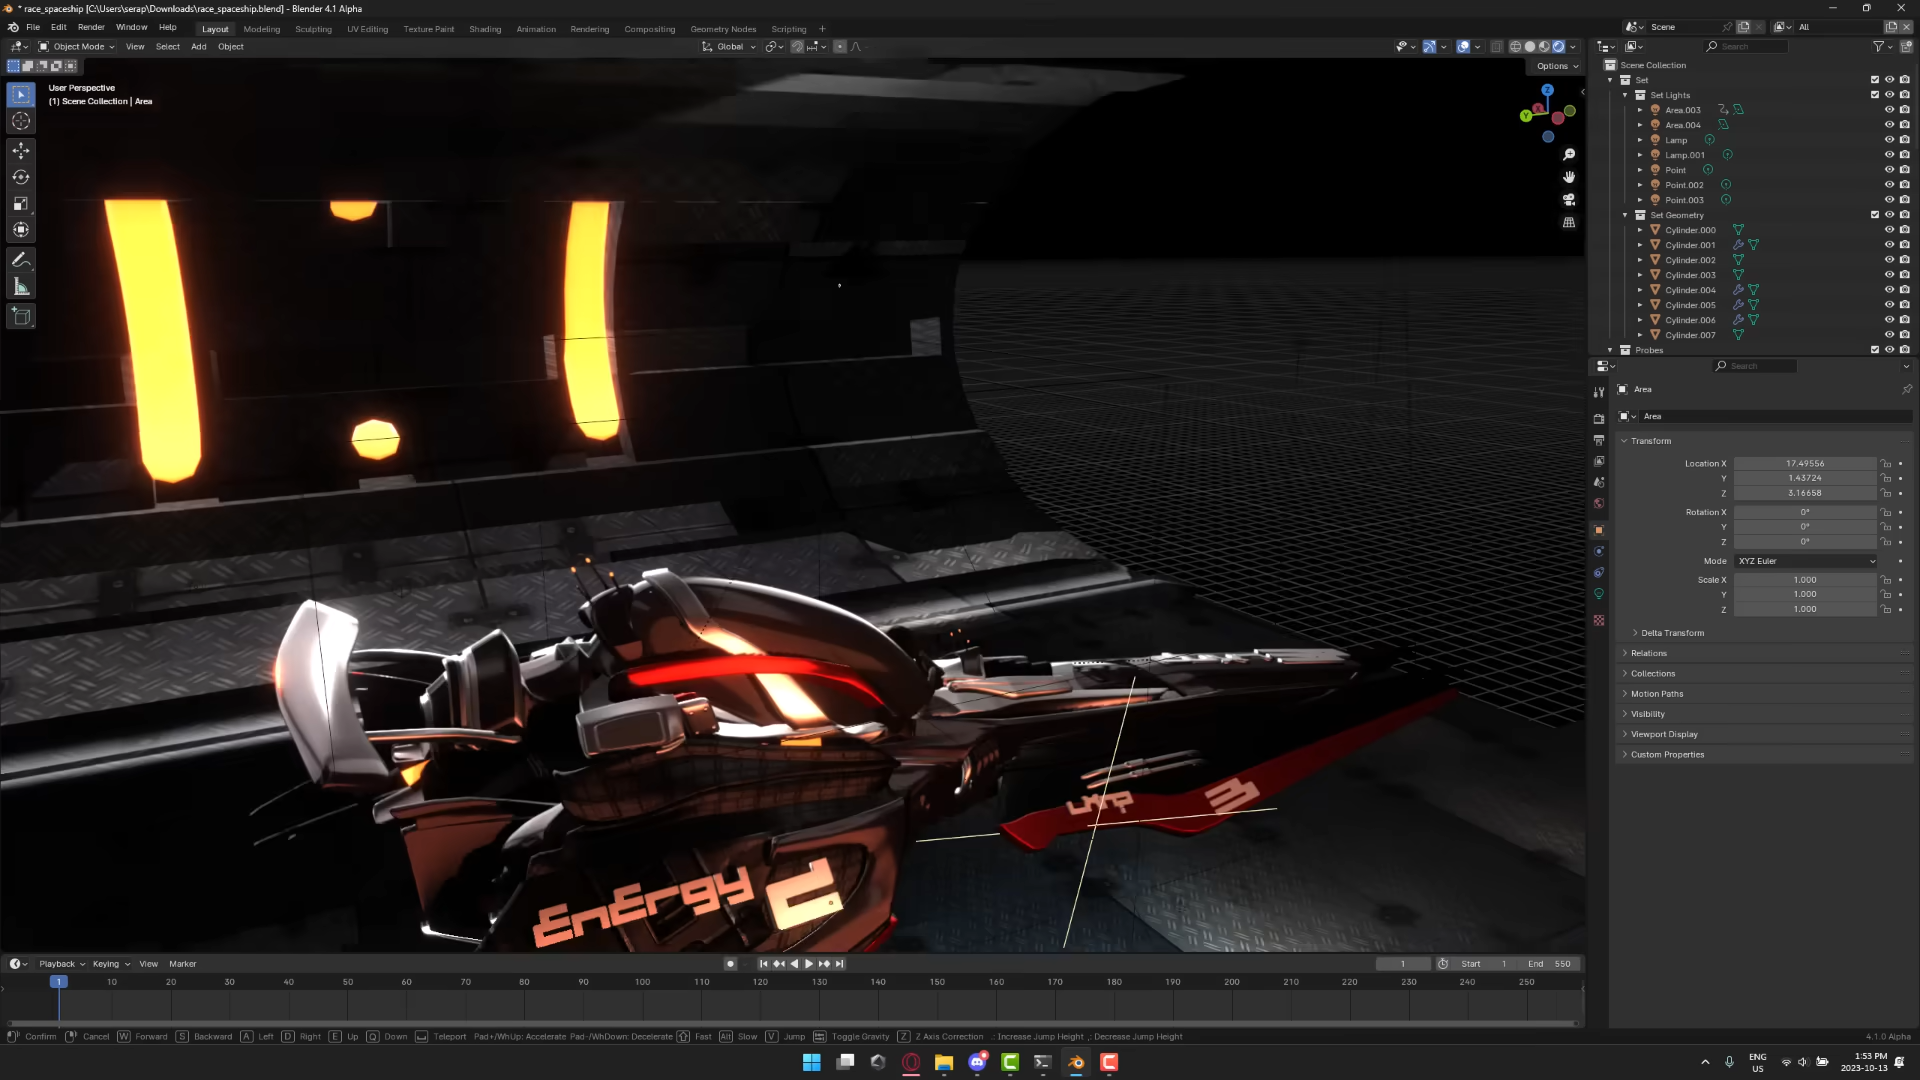 * race_spaceship [C:\Users\serap\Downloads\race_spaceship.blend] - Blender 4.1 Alpha
File Edit Render Window Help Layout Modeling Sculpting UV Editing Texture Paint Shading Animation Rendering Compositing Geometry Nodes Scripting + Scene All
Object Mode View Select Add Object Global Search
Options
User Perspective
(1) Scene Collection | Area
Z
Y
X
Scene Collection
Set
Set Lights
Area.003
Area.004
Lamp
Lamp.001
Point
Point.002
Point.003
Set Geometry
Cylinder.000
Cylinder.001
Cylinder.002
Cylinder.003
Cylinder.004
Cylinder.005
Cylinder.006
Cylinder.007
Probes
Search
Area
Area
Transform
Location X 17.49556
Y 1.43724
Z 3.16658
Rotation X 0°
Y 0°
Z 0°
Mode XYZ Euler
Scale X 1.000
Y 1.000
Z 1.000
Delta Transform
Relations
Collections
Motion Paths
Visibility
Viewport Display
Custom Properties
3
EnErgy 2
Playback Keying View Marker 1 Start 1 End 550
1 10 20 30 40 50 60 70 80 90 100 110 120 130 140 150 160 170 180 190 200 210 220 230 240 250
Confirm Cancel W Forward S Backward A Left D Right E Up Q Down Teleport Pad+/WhUp: Accelerate Pad-/WhDown: Decelerate Fast Alt Slow V Jump Toggle Gravity Z Z Axis Correction .: Increase Jump Height ,: Decrease Jump Height 4.1.0 Alpha
ENG
US
1:53 PM
2023-10-13